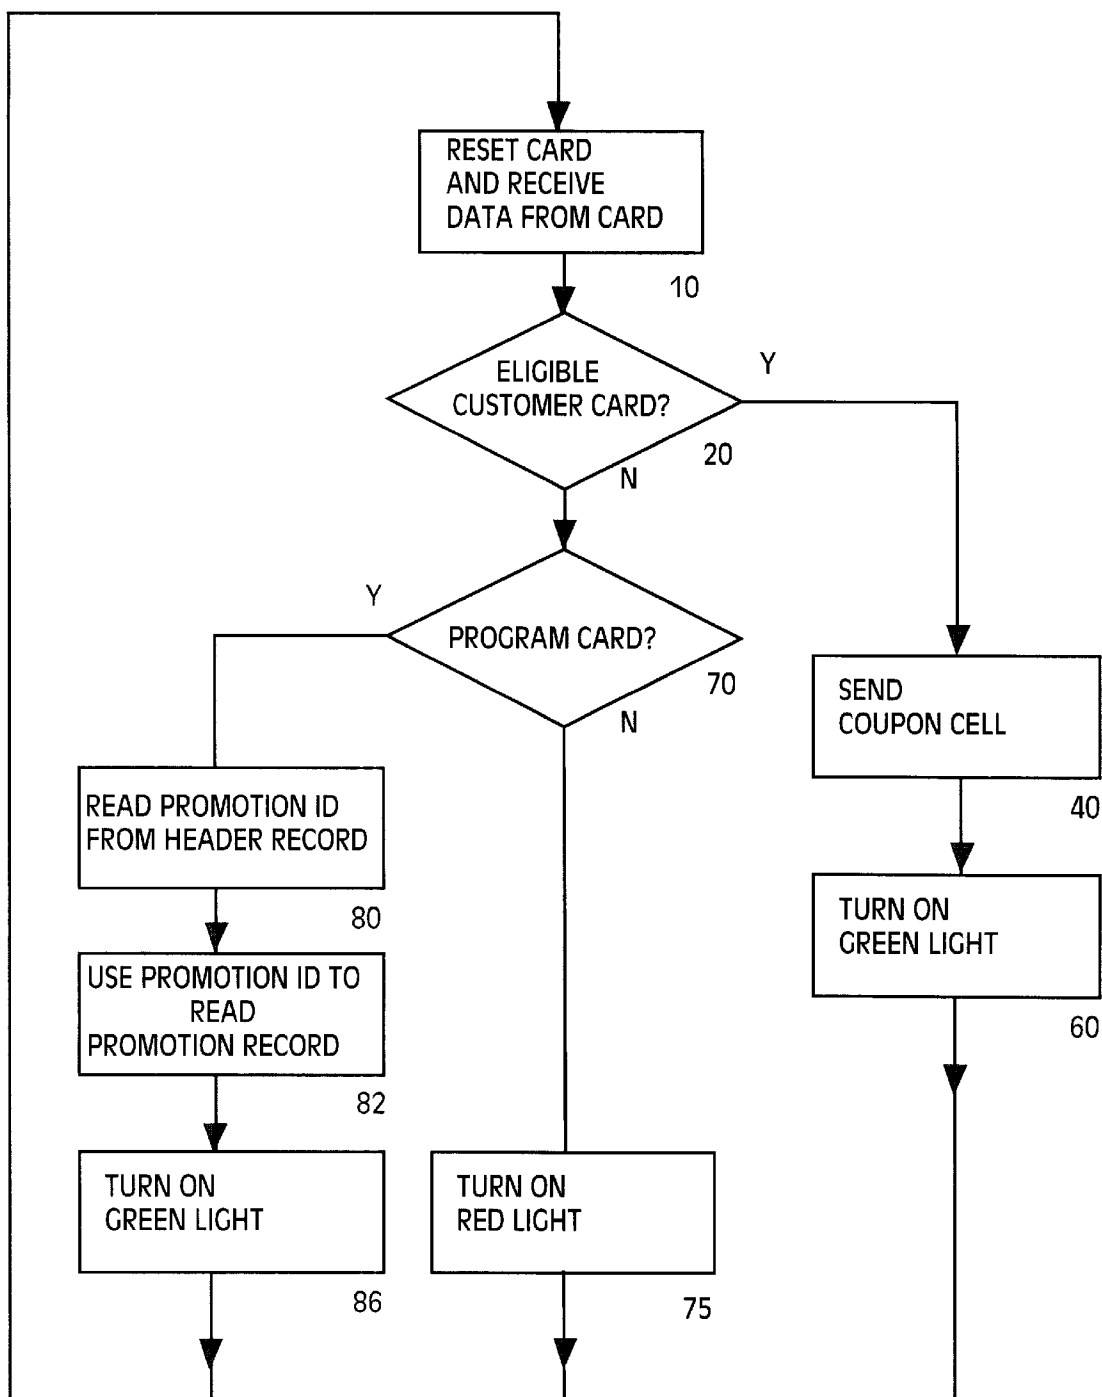 RESET CARD
AND RECEIVE
DATA FROM CARD
10
ELIGIBLE
CUSTOMER CARD?
Y
20
N
Y
PROGRAM CARD?
70
N
SEND
COUPON CELL
40
READ PROMOTION ID
FROM HEADER RECORD
80
TURN ON
GREEN LIGHT
60
USE PROMOTION ID TO
READ
PROMOTION RECORD
82
TURN ON
GREEN LIGHT
86
TURN ON
RED LIGHT
75